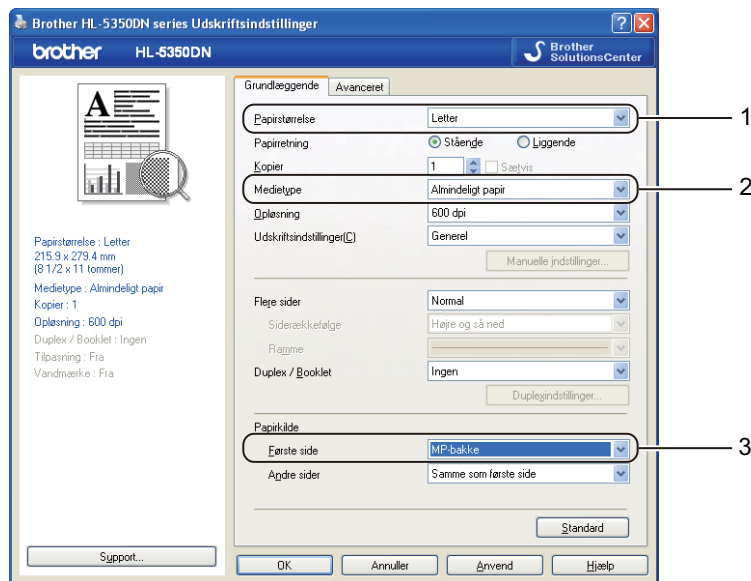 Brother HL-5350DN series Udskriftsindstillinger
brother HL-5350DN
Brother
SolutionsCenter
A
Papirstørrelse : Letter
215.9 x 279.4 mm
(8 1/2 x 11 tommer)
Medietype : Almindeligt papir
Kopier : 1
Opløsning : 600 dpi
Duplex / Booklet : Ingen
Tilpasning : Fra
Vandmærke : Fra
Support...
Grundlæggende Avanceret
Papirstørrelse Letter 1
Papirretning Stående Liggende
Kopier 1 Sætvis
Medietype Almindeligt papir 2
Opløsning 600 dpi
Udskriftsindstillinger(C) Generel
Manuelle indstillinger...
Flere sider Normal
Siderækkefølge Højre og så ned
Ramme
Duplex / Booklet Ingen
Duplexindstillinger...
Papirkilde
Første side MP-bakke 3
Andre sider Samme som første side
Standard
OK Annuller Anvend Hjælp